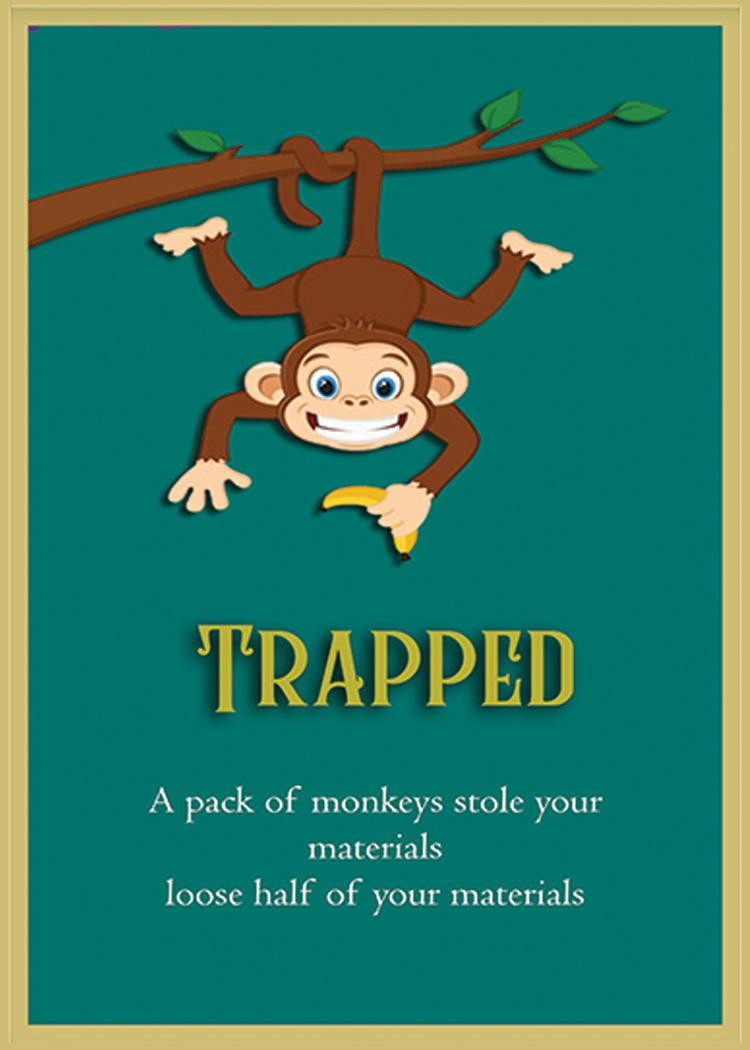 Trapped
A pack of monkeys stole your
materials
loose half of your materials